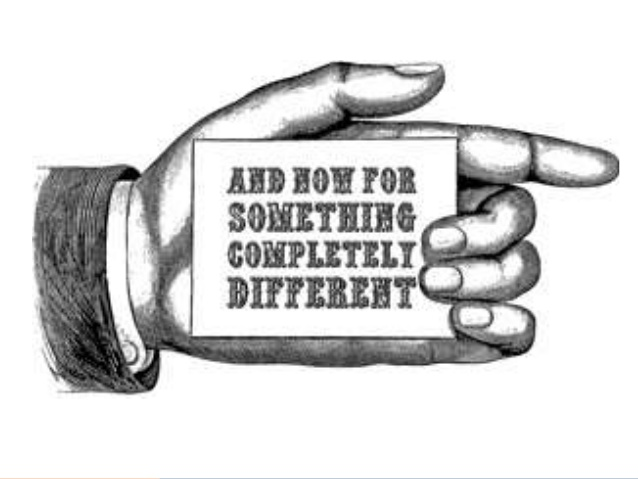 AND NOW FOR
SOMETHING
COMPLETELY
DIFFERENT